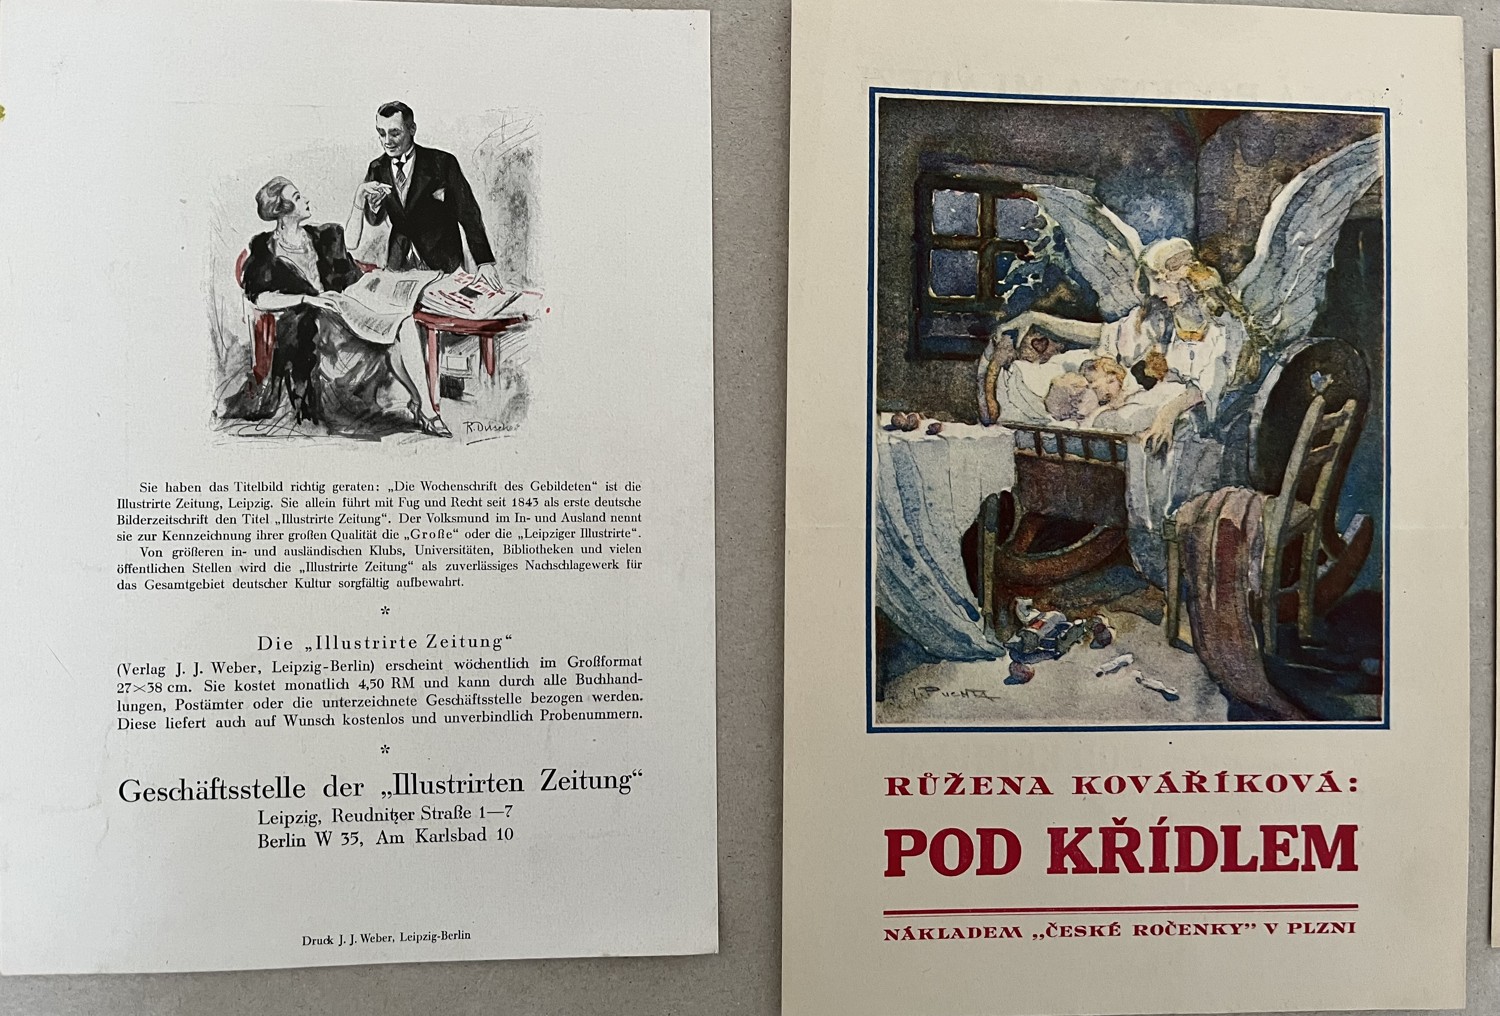 R. Dusch
Sie haben das Titelbild richtig geraten: „Die Wochenschrift des Gebildeten“ ist die
Illustrirte Zeitung, Leipzig. Sie allein führt mit Fug und Recht seit 1843 als erste deutsche
Bilderzeitschrift den Titel „Illustrirte Zeitung“. Der Volksmund im In- und Ausland nennt
sie zur Kennzeichnung ihrer großen Qualität die „Große“ oder die „Leipziger Illustrirte“.
Von größeren in- und ausländischen Klubs, Universitäten, Bibliotheken und vielen
öffentlichen Stellen wird die „Illustrirte Zeitung“ als zuverlässiges Nachschlagewerk für
das Gesamtgebiet deutscher Kultur sorgfältig aufbewahrt.
*
Die „Illustrirte Zeitung“
(Verlag J. J. Weber, Leipzig-Berlin) erscheint wöchentlich im Großformat
27×38 cm. Sie kostet monatlich 4,50 RM und kann durch alle Buchhand-
lungen, Postämter oder die unterzeichnete Geschäftsstelle bezogen werden.
Diese liefert auch auf Wunsch kostenlos und unverbindlich Probenummern.
*
Geschäftsstelle der „Illustrirten Zeitung“
Leipzig, Reudnitzer Straße 1—7
Berlin W 35, Am Karlsbad 10
Druck J. J. Weber, Leipzig-Berlin
RŮŽENA KOVÁŘÍKOVÁ:
POD KŘÍDLEM
NÁKLADEM „ČESKÉ ROČENKY” V PLZNI